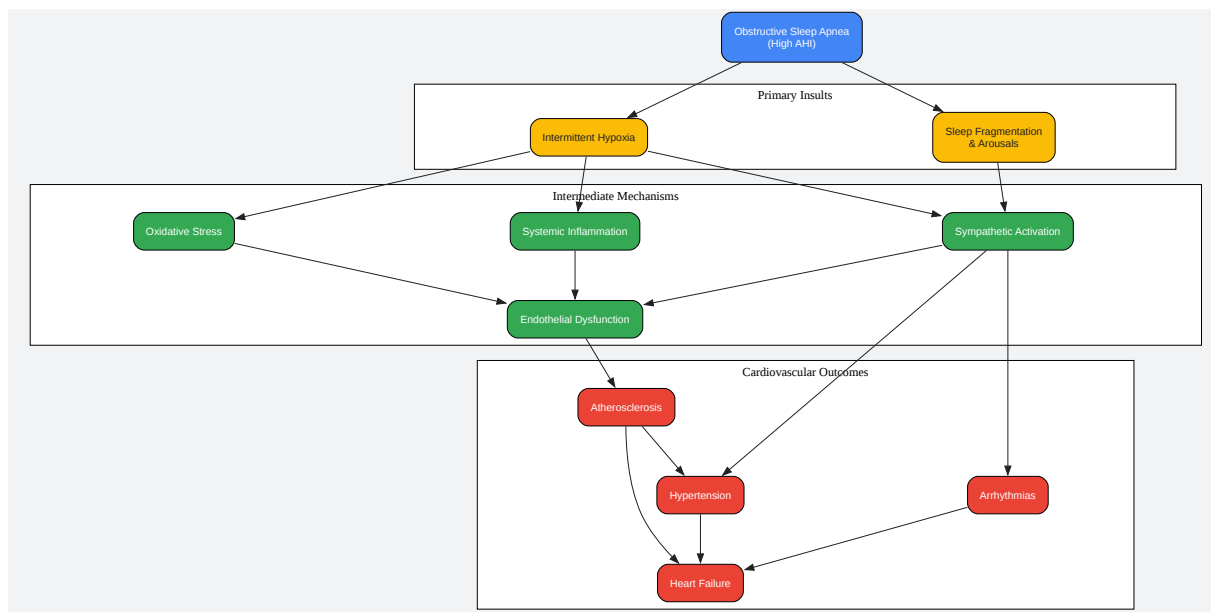 Obstructive Sleep Apnea
(High AHI)
Primary Insults
Intermittent Hypoxia
Sleep Fragmentation
& Arousals
Intermediate Mechanisms
Oxidative Stress
Systemic Inflammation
Sympathetic Activation
Endothelial Dysfunction
Cardiovascular Outcomes
Atherosclerosis
Hypertension
Arrhythmias
Heart Failure